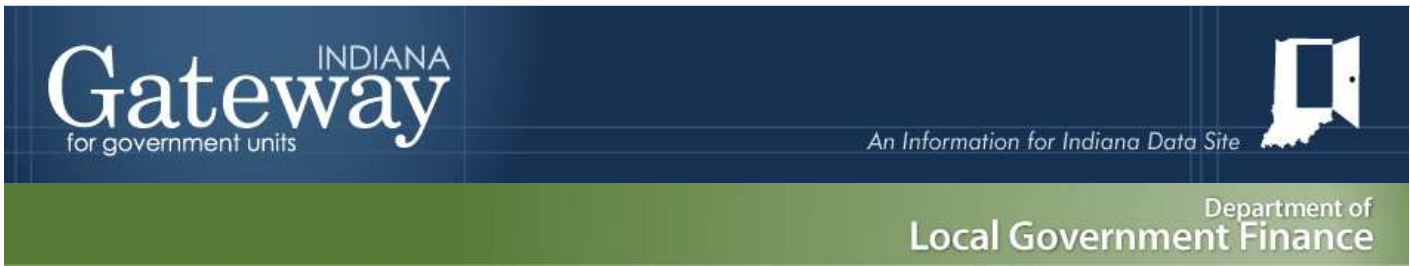 INDIANA
Gateway
for government units
An Information for Indiana Data Site
Department of
Local Government Finance